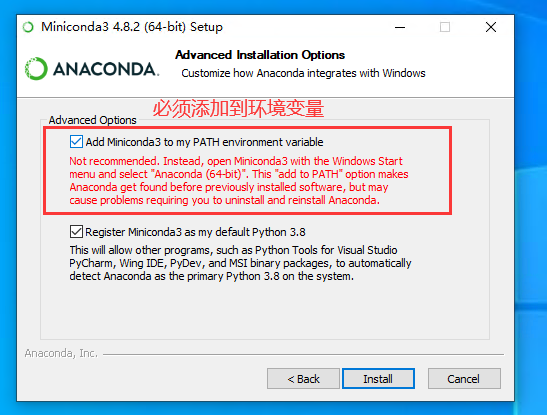 Miniconda3 4.8.2 (64-bit) Setup
ANACONDA.
Advanced Installation Options
Customize how Anaconda integrates with Windows
必须添加到环境变量
Advanced Options
Add Miniconda3 to my PATH environment variable
Not recommended. Instead, open Miniconda3 with the Windows Start
menu and select "Anaconda (64-bit)". This "add to PATH" option makes
Anaconda get found before previously installed software, but may
cause problems requiring you to uninstall and reinstall Anaconda.
Register Miniconda3 as my default Python 3.8
This will allow other programs, such as Python Tools for Visual Studio
PyCharm, Wing IDE, PyDev, and MSI binary packages, to automatically
detect Anaconda as the primary Python 3.8 on the system.
Anaconda, Inc.
< Back
Install
Cancel